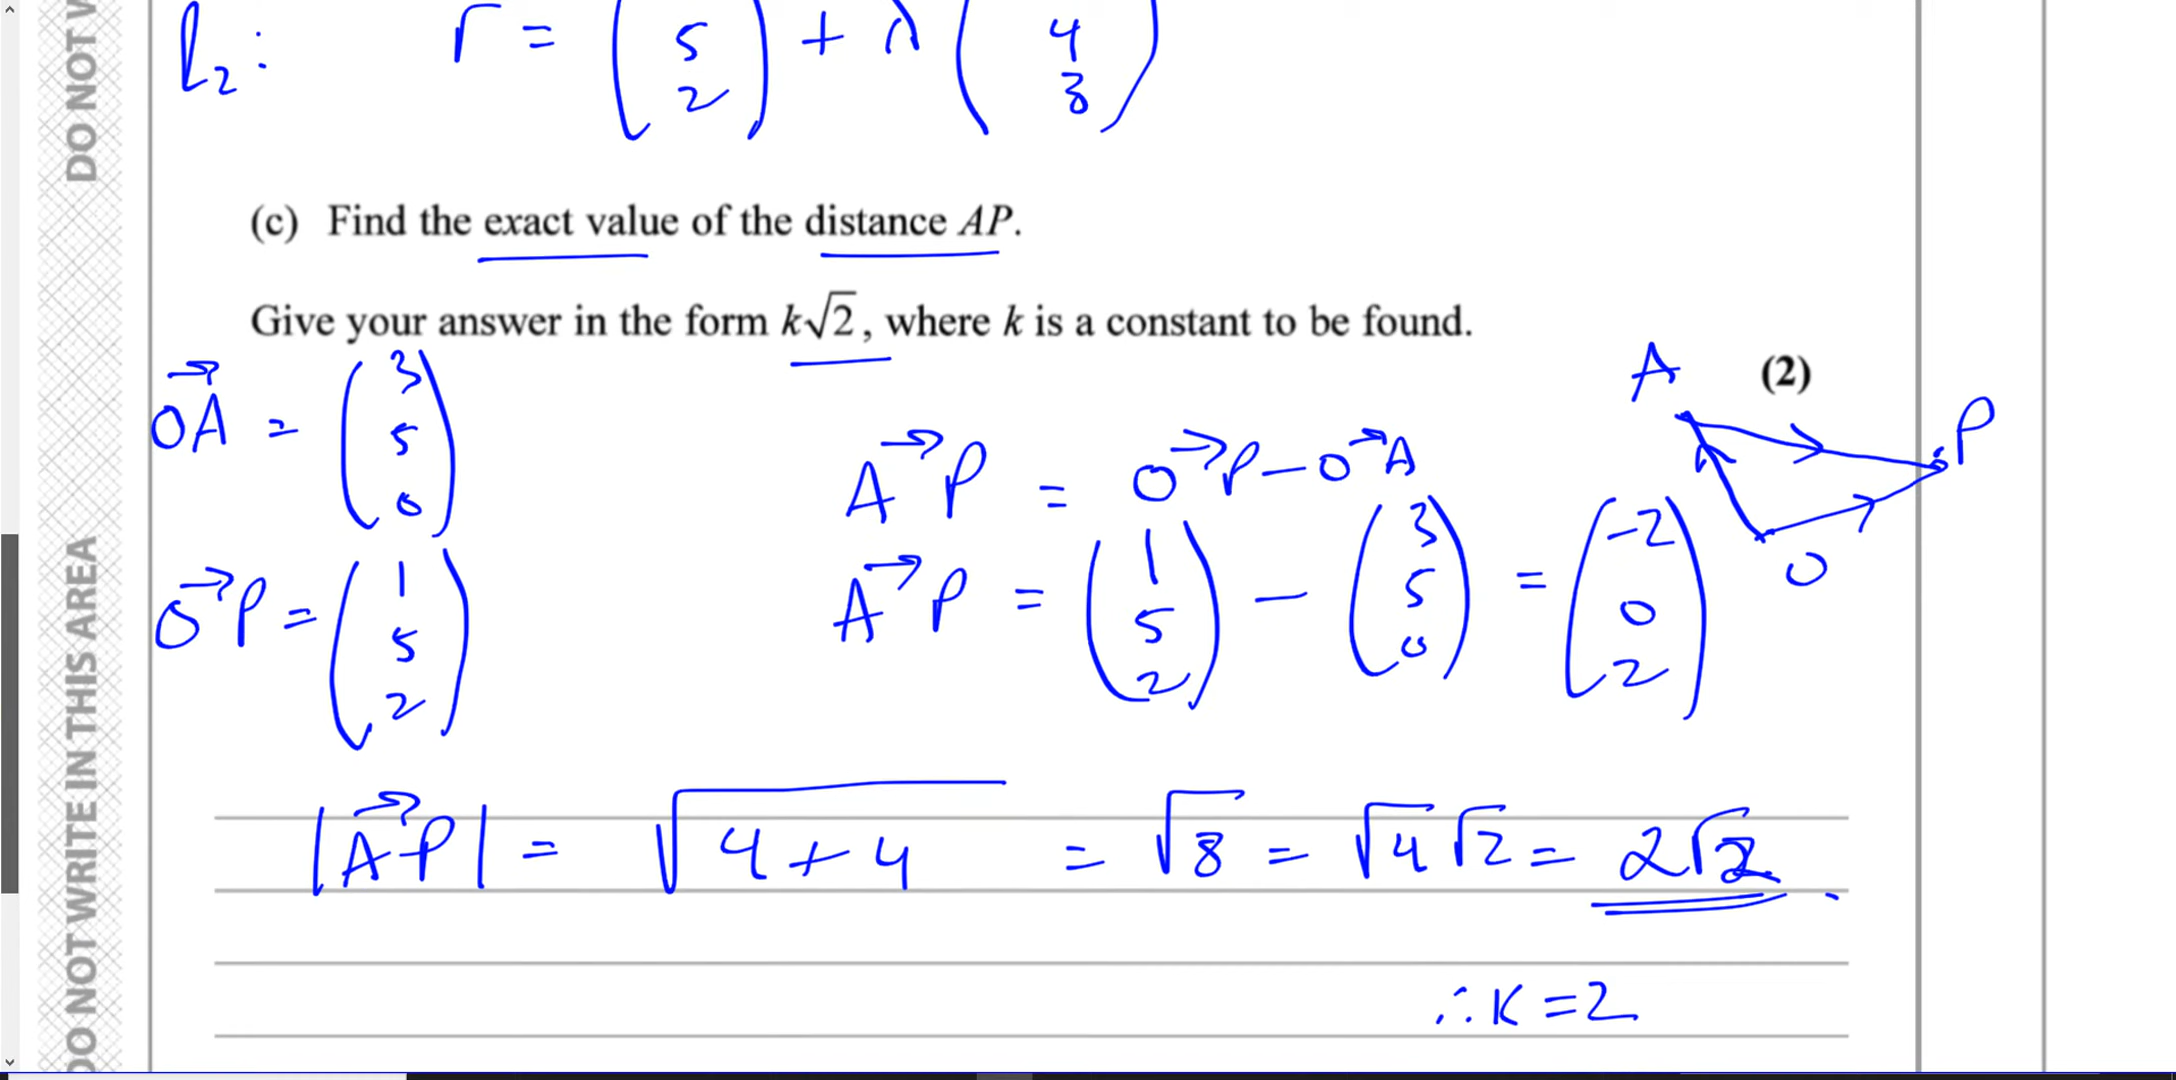 l₂: r = ( 5 2 ) + λ ( 4 3 )
(c) Find the exact value of the distance AP.
Give your answer in the form k√2, where k is a constant to be found.
(2)
OA = ( 3 5 0 )
OP = ( 1 5 2 )
AP = OP − OA
AP = ( 1 5 2 ) − ( 3 5 0 ) = ( -2 0 2 )
A
P
O
|AP| = √4+4 = √8 = √4 √2 = 2√2
∴ K = 2
DO NOT W
DO NOT WRITE IN THIS AREA